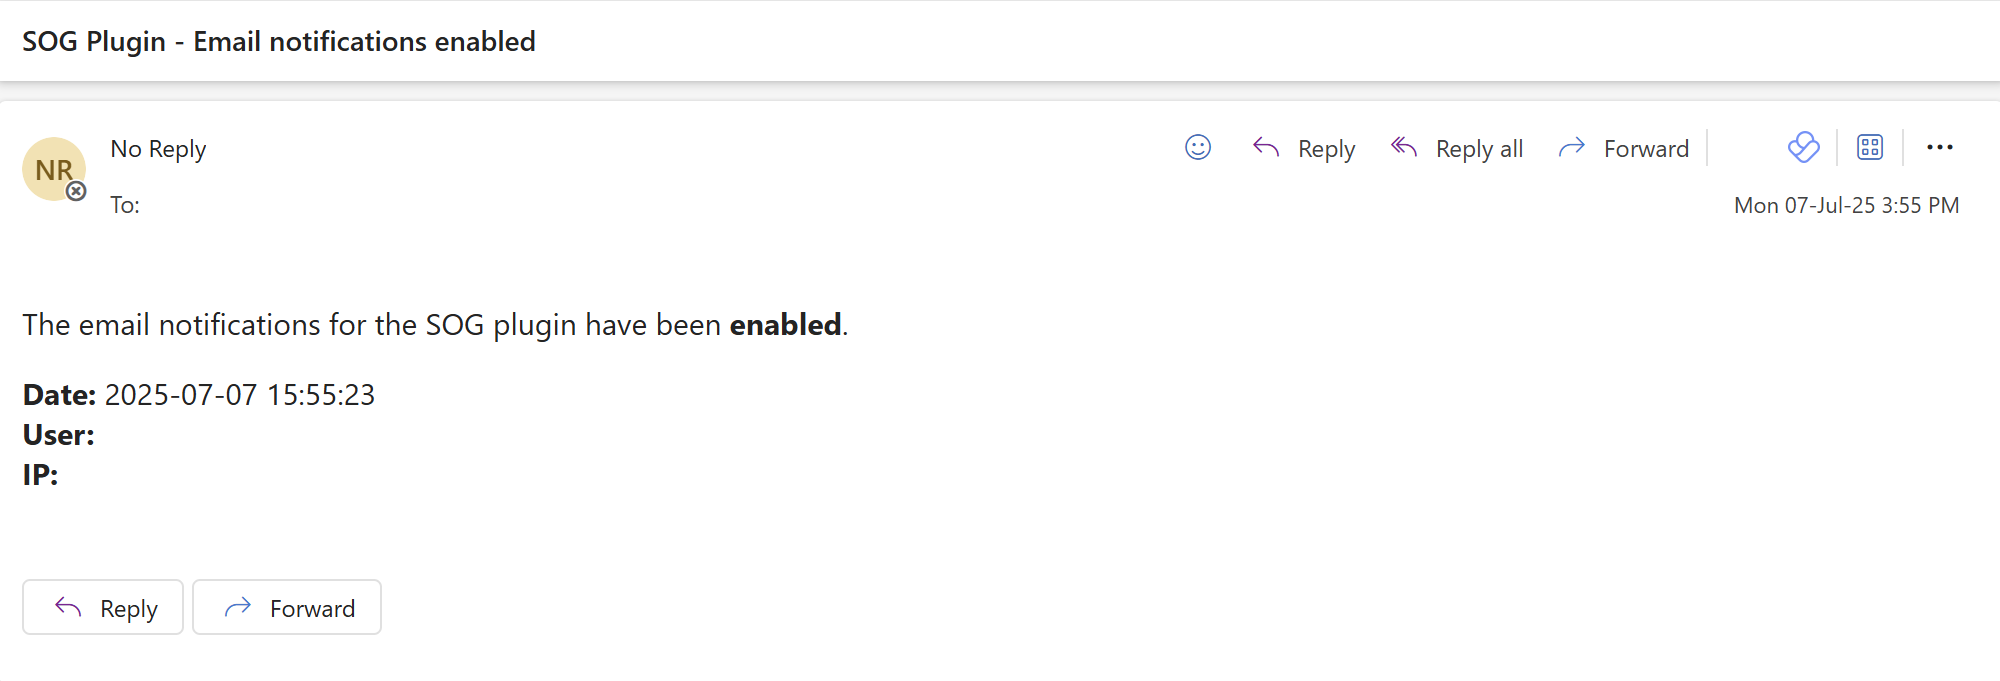 SOG Plugin - Email notifications enabled
NR
No Reply
Reply
Reply all
Forward
To:
Mon 07-Jul-25 3:55 PM
The email notifications for the SOG plugin have been enabled.
Date: 2025-07-07 15:55:23
User:
IP:
Reply
Forward